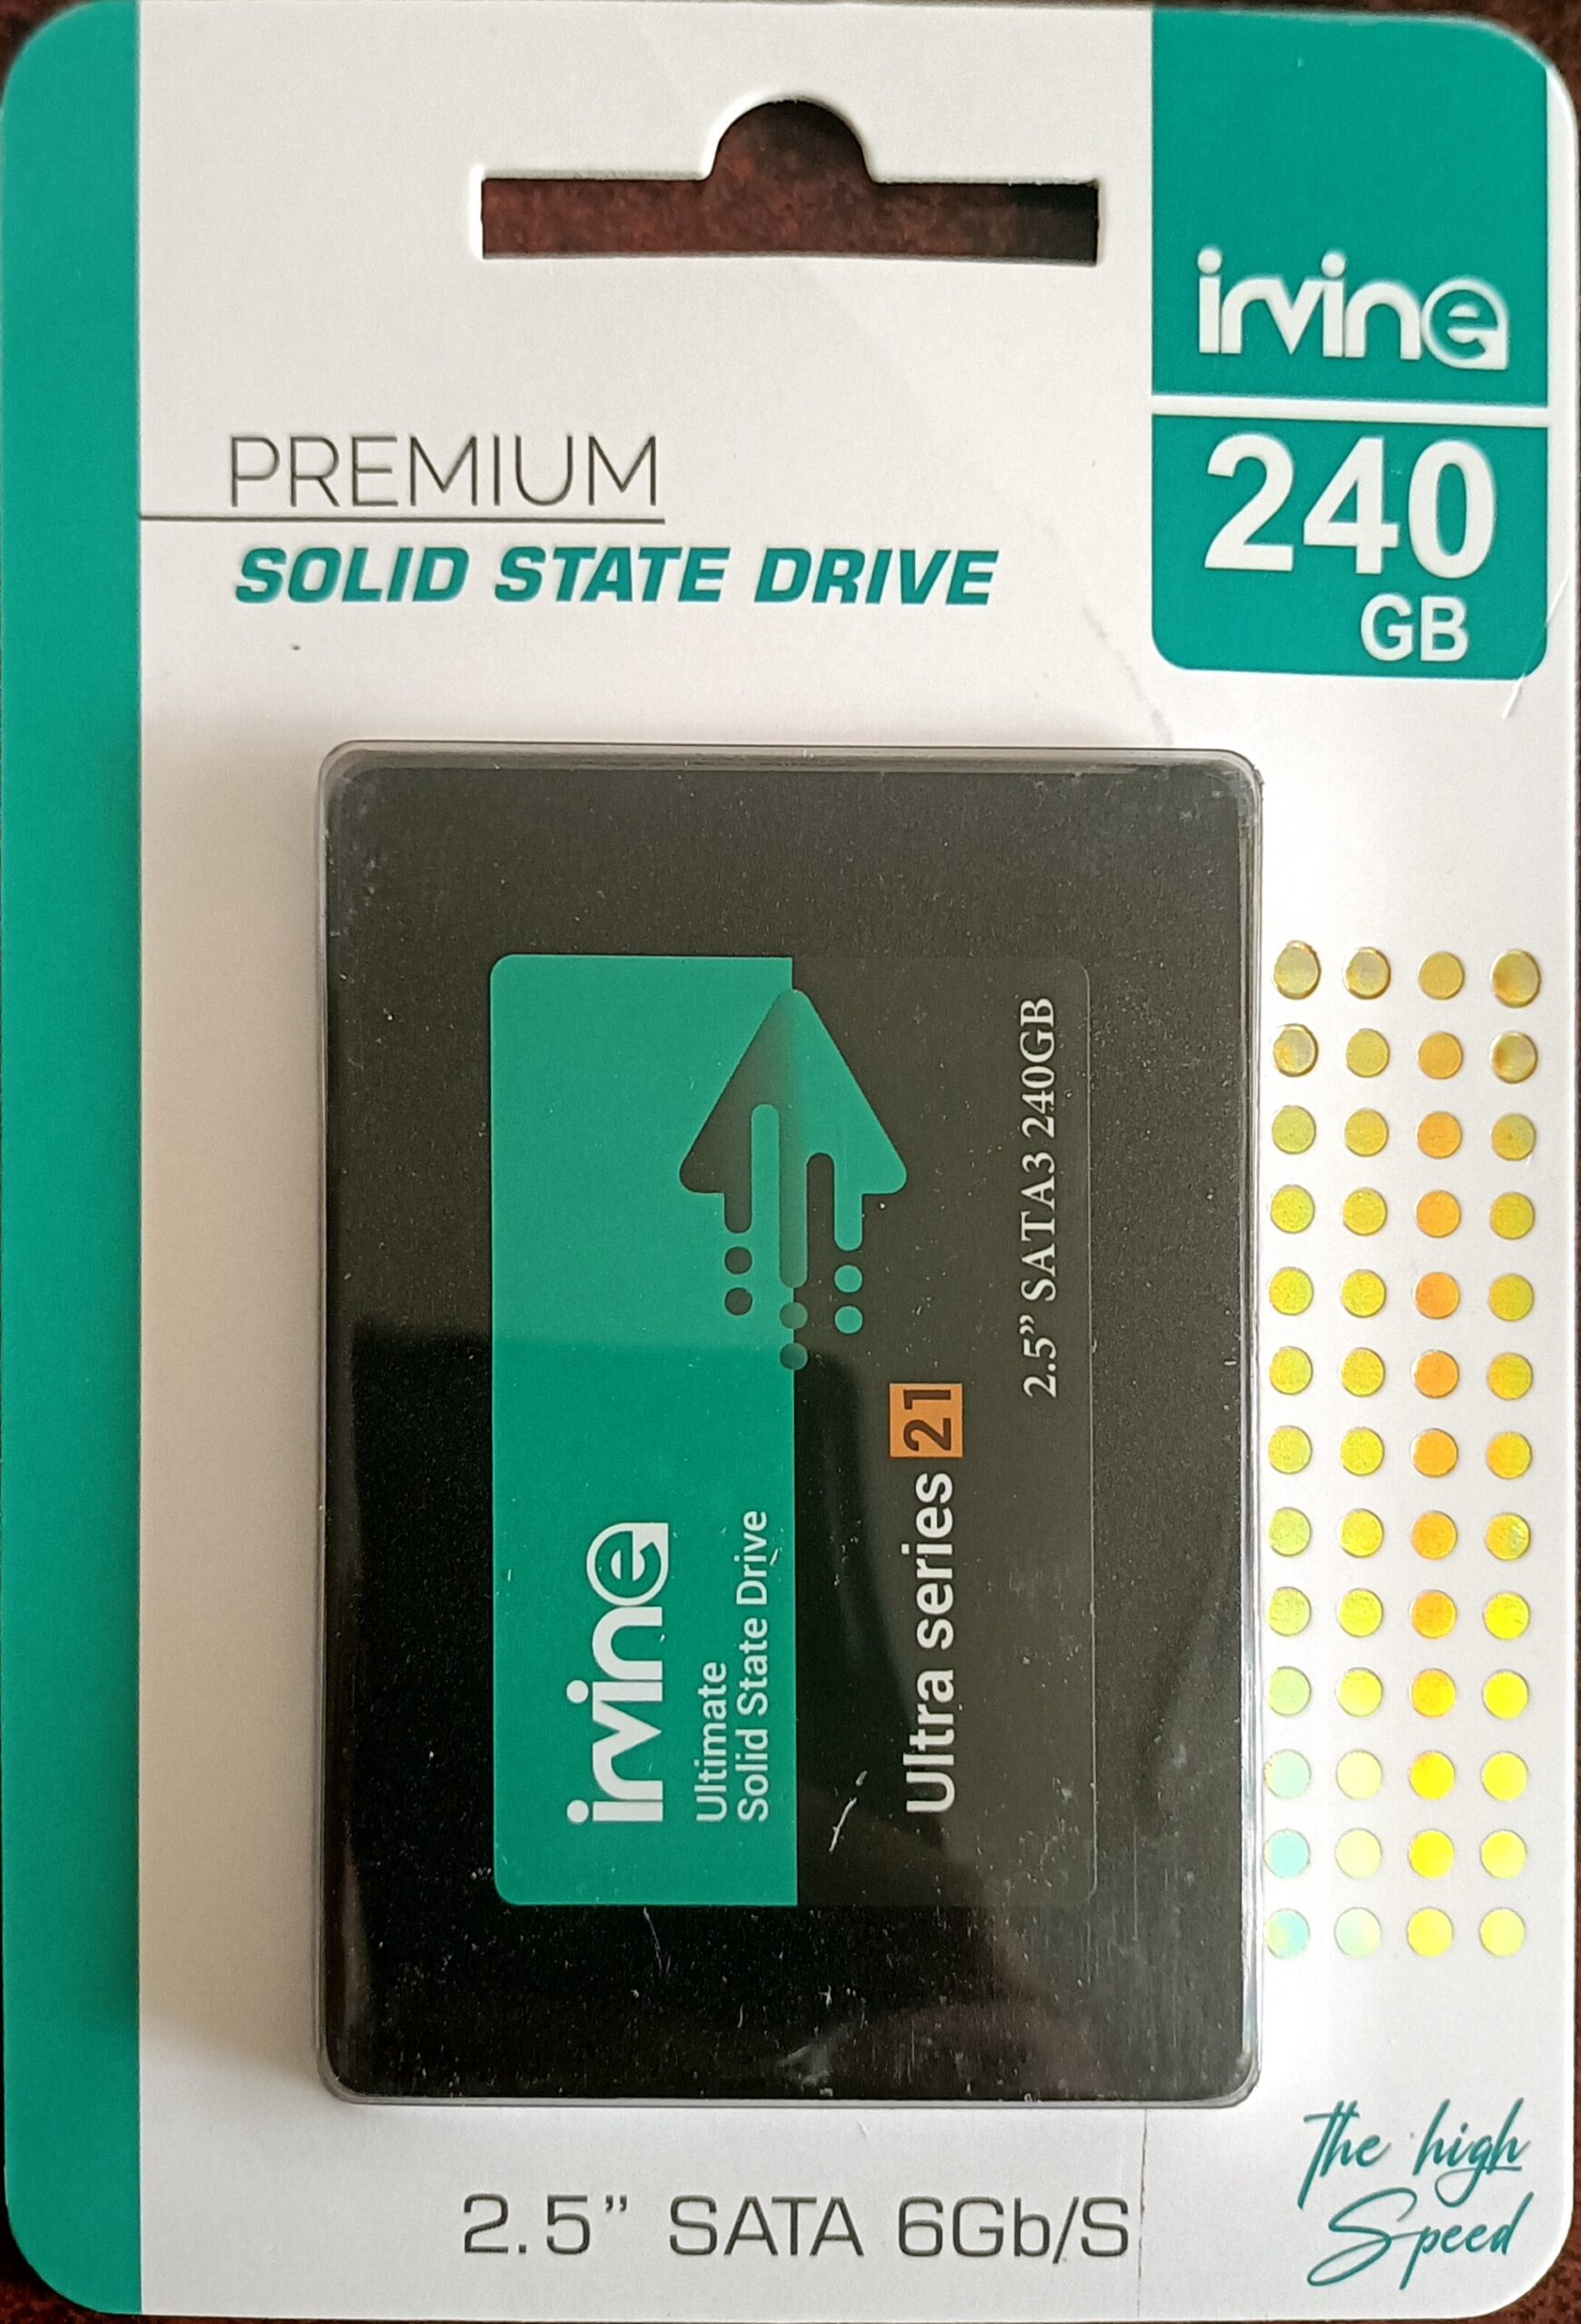 irvine
240
GB
PREMIUM
SOLID STATE DRIVE
irvine
Ultimate
Solid State Drive
Ultra series 21
2.5” SATA3 240GB
2.5” SATA 6Gb/S
The high
Speed